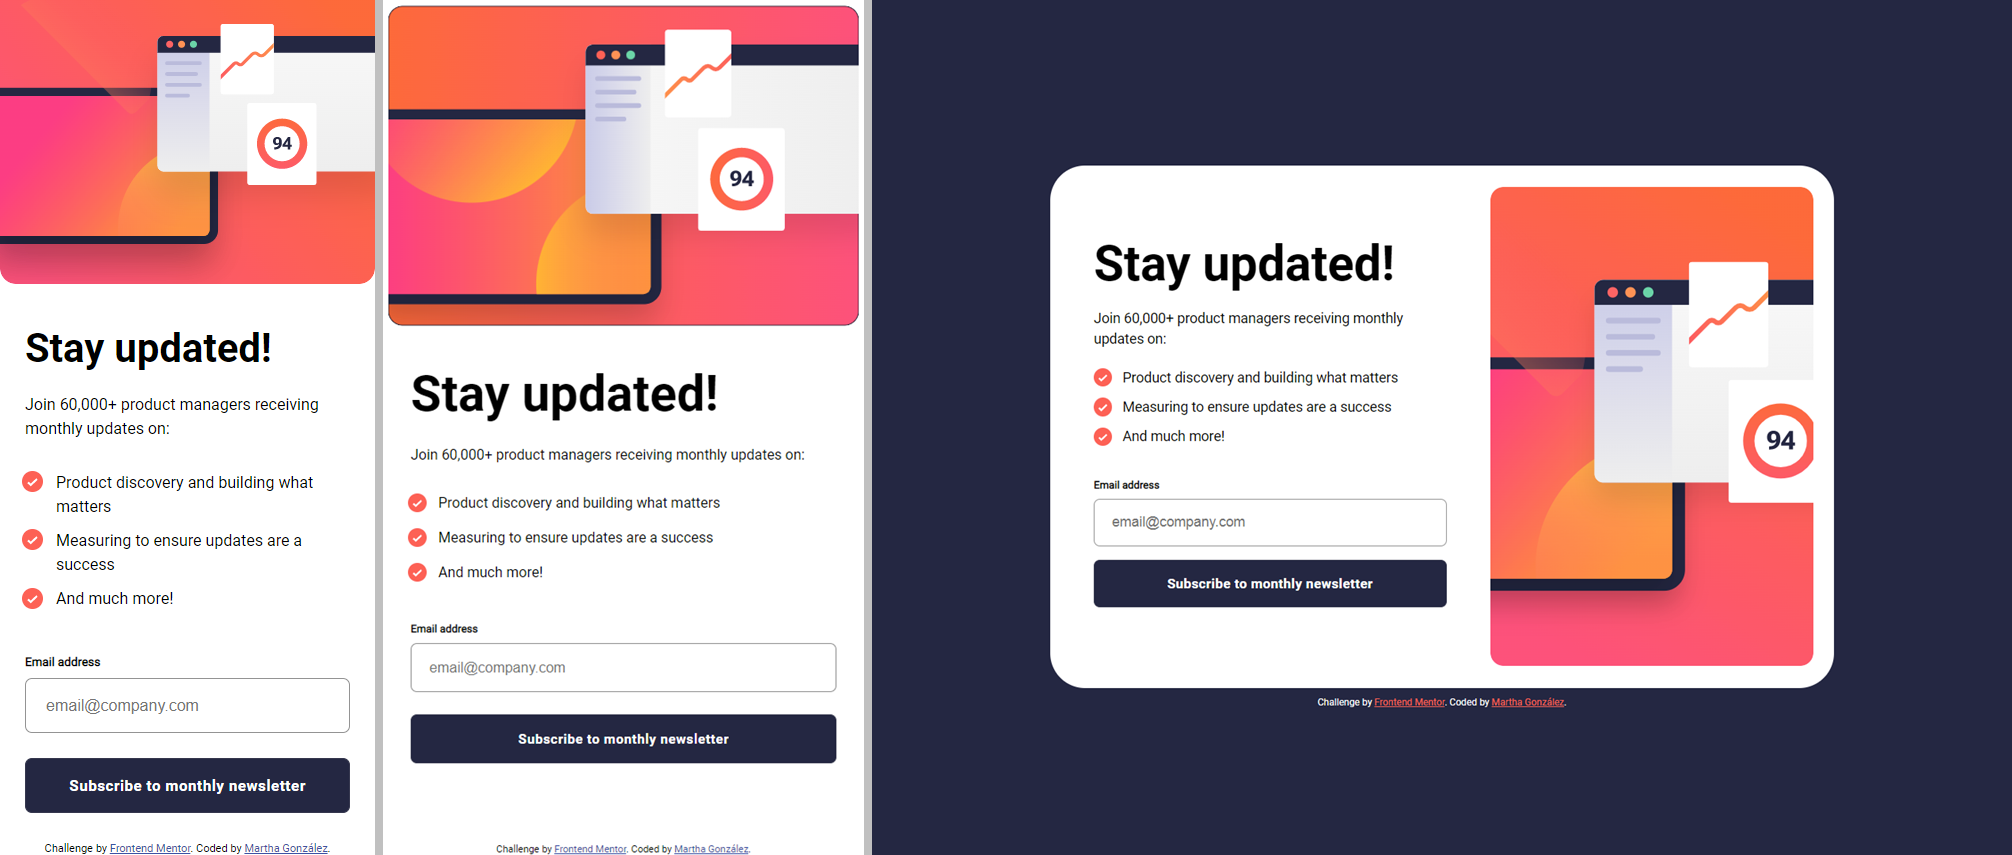 94
Stay updated!
Join 60,000+ product managers receiving
monthly updates on:
Product discovery and building what
matters
Measuring to ensure updates are a
success
And much more!
Email address
email@company.com
Subscribe to monthly newsletter
Challenge by Frontend Mentor. Coded by Martha González.
94
Stay updated!
Join 60,000+ product managers receiving monthly updates on:
Product discovery and building what matters
Measuring to ensure updates are a success
And much more!
Email address
email@company.com
Subscribe to monthly newsletter
Challenge by Frontend Mentor. Coded by Martha González.
Stay updated!
Join 60,000+ product managers receiving monthly
updates on:
Product discovery and building what matters
Measuring to ensure updates are a success
And much more!
Email address
email@company.com
Subscribe to monthly newsletter
94
Challenge by Frontend Mentor. Coded by Martha González.